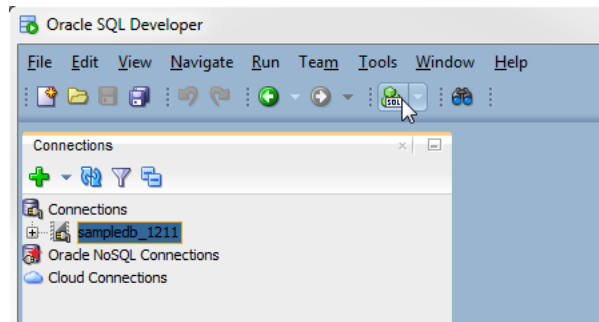 Oracle SQL Developer
File Edit View Navigate Run Team Tools Window Help
SQL
Connections
Connections
sampledb_1211
Oracle NoSQL Connections
Cloud Connections